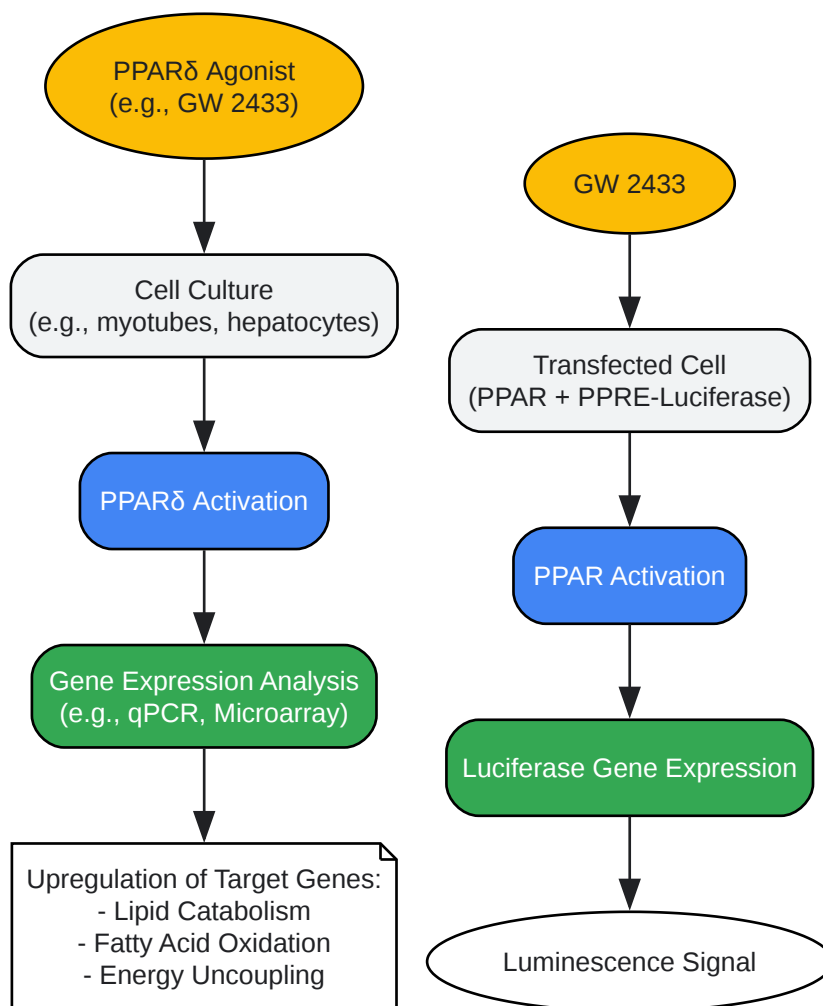 PPARδ Agonist
(e.g., GW 2433)
Cell Culture
(e.g., myotubes, hepatocytes)
PPARδ Activation
Gene Expression Analysis
(e.g., qPCR, Microarray)
Upregulation of Target Genes:
- Lipid Catabolism
- Fatty Acid Oxidation
- Energy Uncoupling
GW 2433
Transfected Cell
(PPAR + PPRE-Luciferase)
PPAR Activation
Luciferase Gene Expression
Luminescence Signal